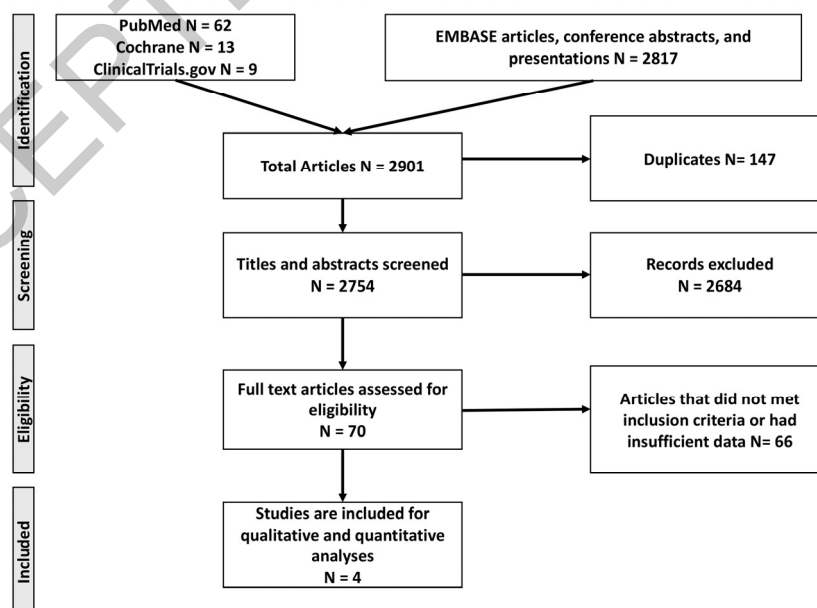 PubMed N = 62
Cochrane N = 13
ClinicalTrials.gov N = 9
EMBASE articles, conference abstracts, and
presentations N = 2817
Identification
Total Articles N = 2901
Duplicates N= 147
Screening
Titles and abstracts screened
N = 2754
Records excluded
N = 2684
Eligibility
Full text articles assessed for
eligibility
N = 70
Articles that did not met
inclusion criteria or had
insufficient data N= 66
Included
Studies are included for
qualitative and quantitative
analyses
N = 4